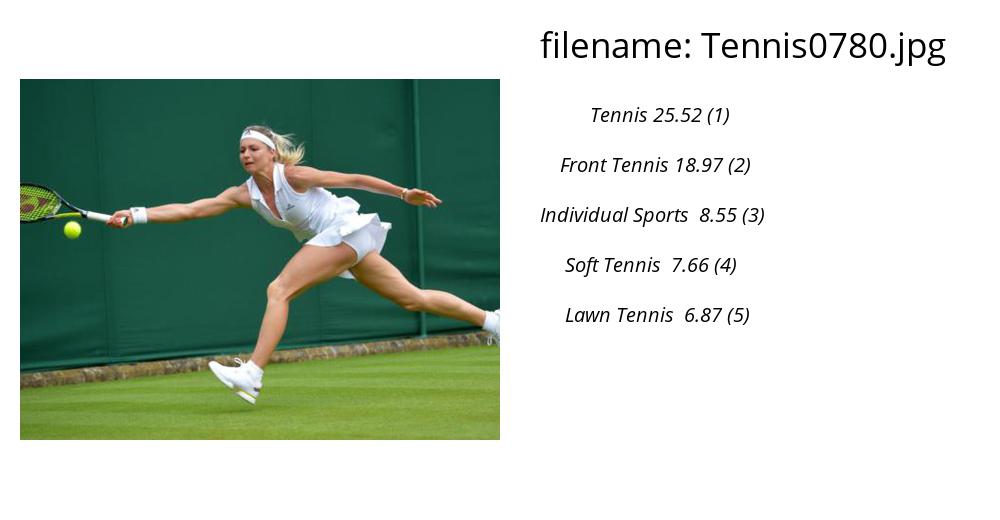 filename: Tennis0780.jpg
Tennis 25.52 (1)
Front Tennis 18.97 (2)
Individual Sports 8.55 (3)
Soft Tennis 7.66 (4)
Lawn Tennis 6.87 (5)